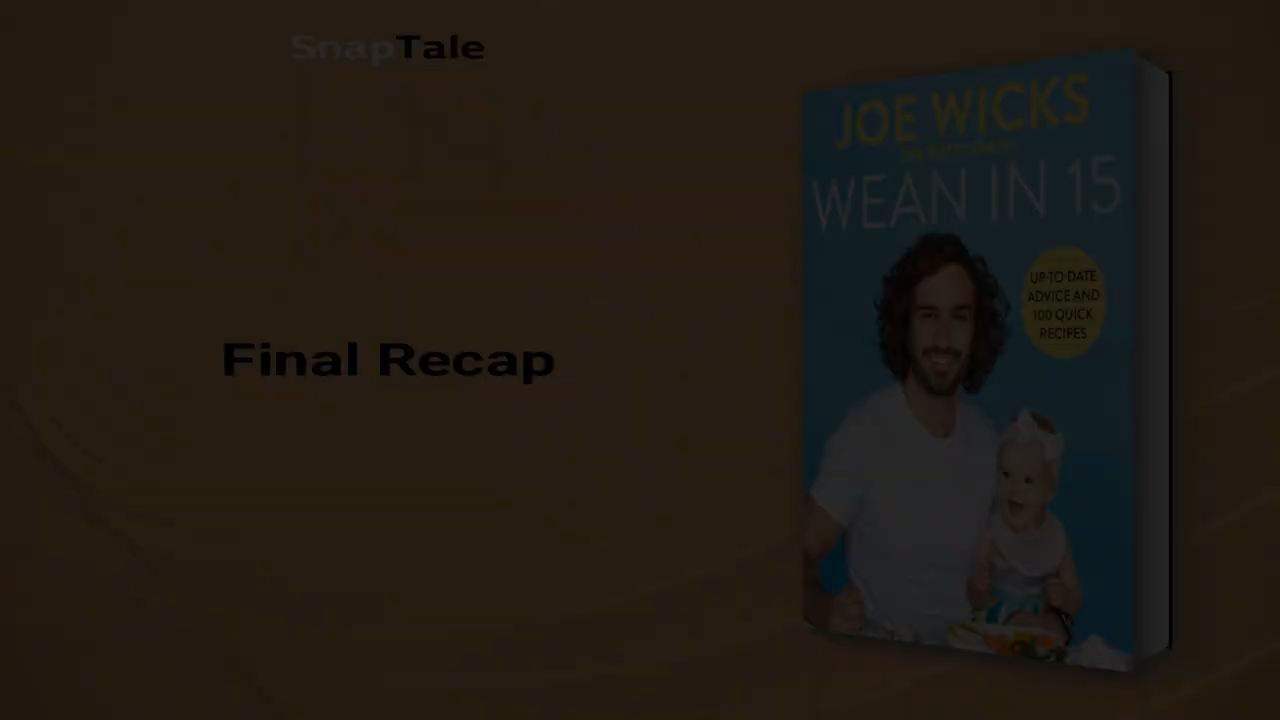 SnapTale
Final Recap
JOE WICKS
WEAN IN 15
UP-TO DATE
ADVICE AND
100 QUICK
RECIPES